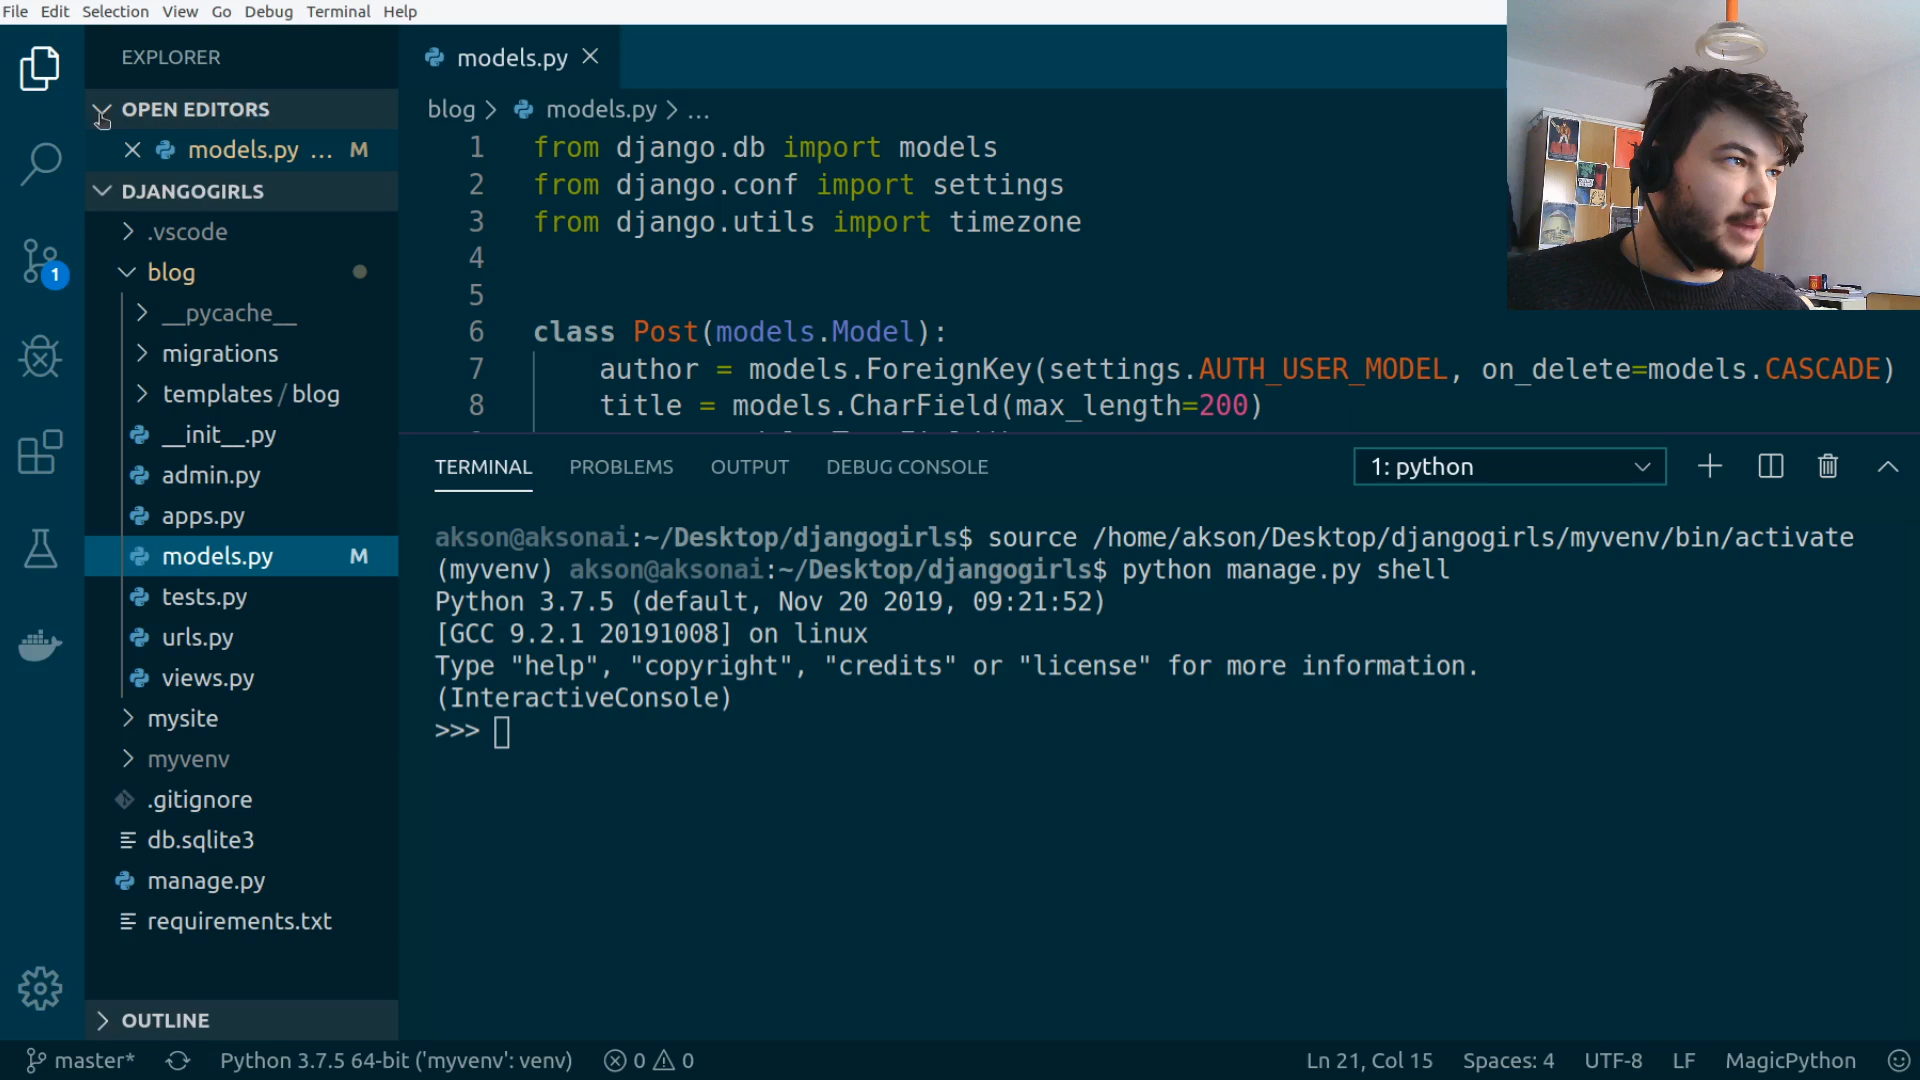 File Edit Selection View Go Debug Terminal Help
EXPLORER
OPEN EDITORS
models.py ... M
DJANGOGIRLS
.vscode
blog
__pycache__
migrations
templates / blog
__init__.py
admin.py
apps.py
models.py M
tests.py
urls.py
views.py
mysite
myvenv
.gitignore
db.sqlite3
manage.py
requirements.txt
OUTLINE
1
models.py
blog > models.py > ...
1 from django.db import models
2 from django.conf import settings
3 from django.utils import timezone
4
5
6 class Post(models.Model):
7 author = models.ForeignKey(settings.AUTH_USER_MODEL, on_delete=models.CASCADE)
8 title = models.CharField(max_length=200)
TERMINAL PROBLEMS OUTPUT DEBUG CONSOLE
1: python
akson@aksonai:~/Desktop/djangogirls$ source /home/akson/Desktop/djangogirls/myvenv/bin/activate
(myvenv) akson@aksonai:~/Desktop/djangogirls$ python manage.py shell
Python 3.7.5 (default, Nov 20 2019, 09:21:52)
[GCC 9.2.1 20191008] on linux
Type "help", "copyright", "credits" or "license" for more information.
(InteractiveConsole)
>>>
master* Python 3.7.5 64-bit ('myvenv': venv) 0 0 Ln 21, Col 15 Spaces: 4 UTF-8 LF MagicPython